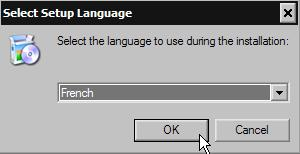 Select Setup Language
Select the language to use during the installation:
French
OK
Cancel